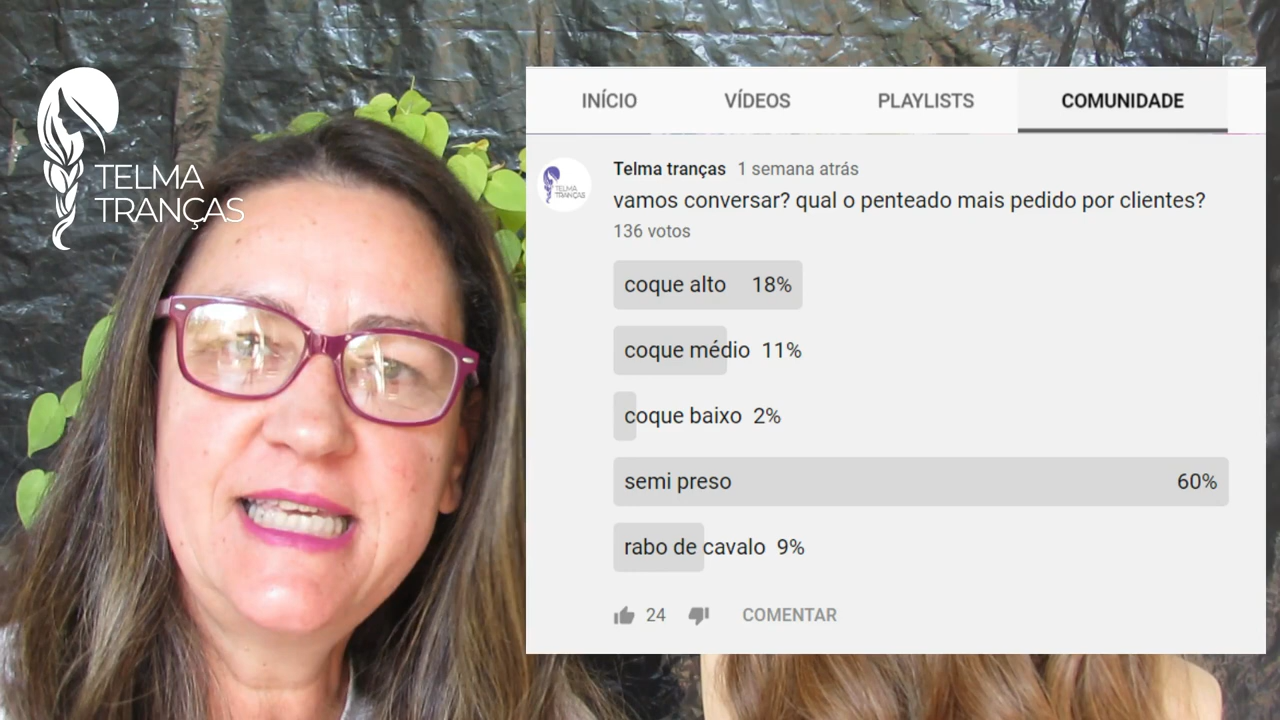 TELMA
TRANÇAS
INÍCIO VÍDEOS PLAYLISTS COMUNIDADE
Telma tranças 1 semana atrás
vamos conversar? qual o penteado mais pedido por clientes?
136 votos
TELMA
TRANÇAS
coque alto 18%
coque médio 11%
coque baixo 2%
semi preso 60%
rabo de cavalo 9%
24 COMENTAR